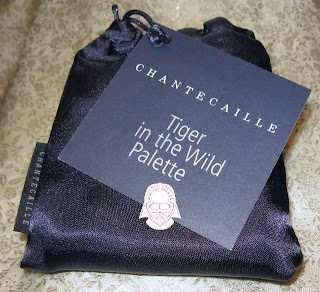 CHANTECAILLE
Tiger
in the Wild
Palette
CHANTECAILLE